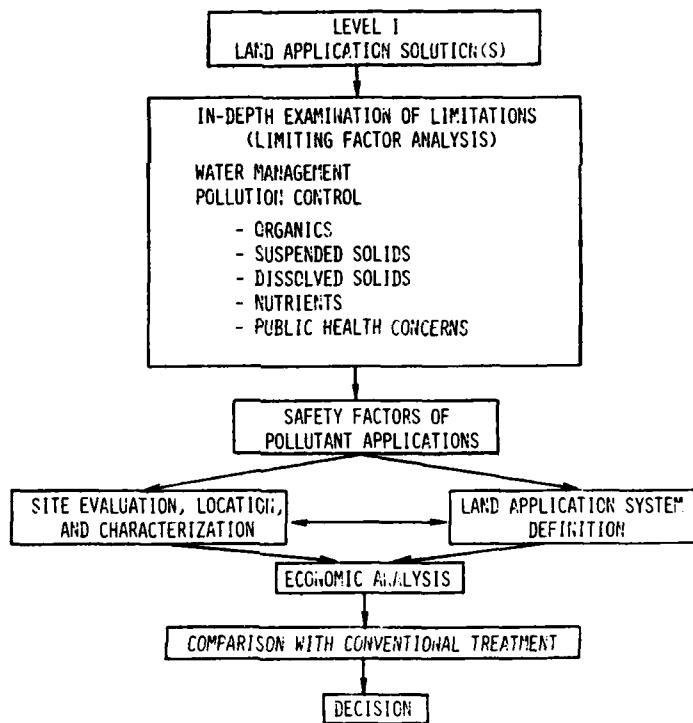 LEVEL I
LAND APPLICATION SOLUTION(S)
IN-DEPTH EXAMINATION OF LIMITATIONS
(LIMITING FACTOR ANALYSIS)
WATER MANAGEMENT
POLLUTION CONTROL
- ORGANICS
- SUSPENDED SOLIDS
- DISSOLVED SOLIDS
- NUTRIENTS
- PUBLIC HEALTH CONCERNS
SAFETY FACTORS OF
POLLUTANT APPLICATIONS
SITE EVALUATION, LOCATION,
AND CHARACTERIZATION
LAND APPLICATION SYSTEM
DEFINITION
ECONOMIC ANALYSIS
COMPARISON WITH CONVENTIONAL TREATMENT
DECISION